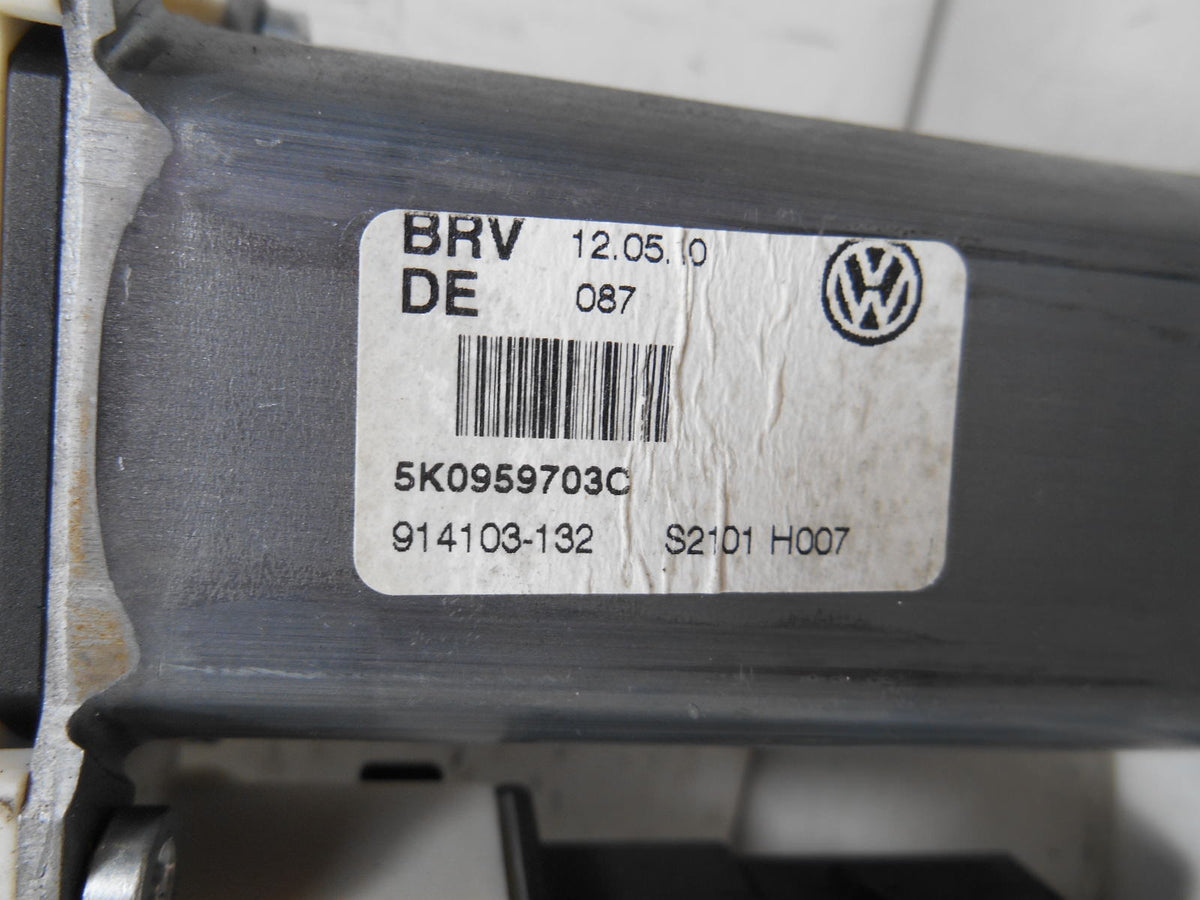 BRV 12.05.10
DE 087
5K0959703C
914103-132 S2101 H007